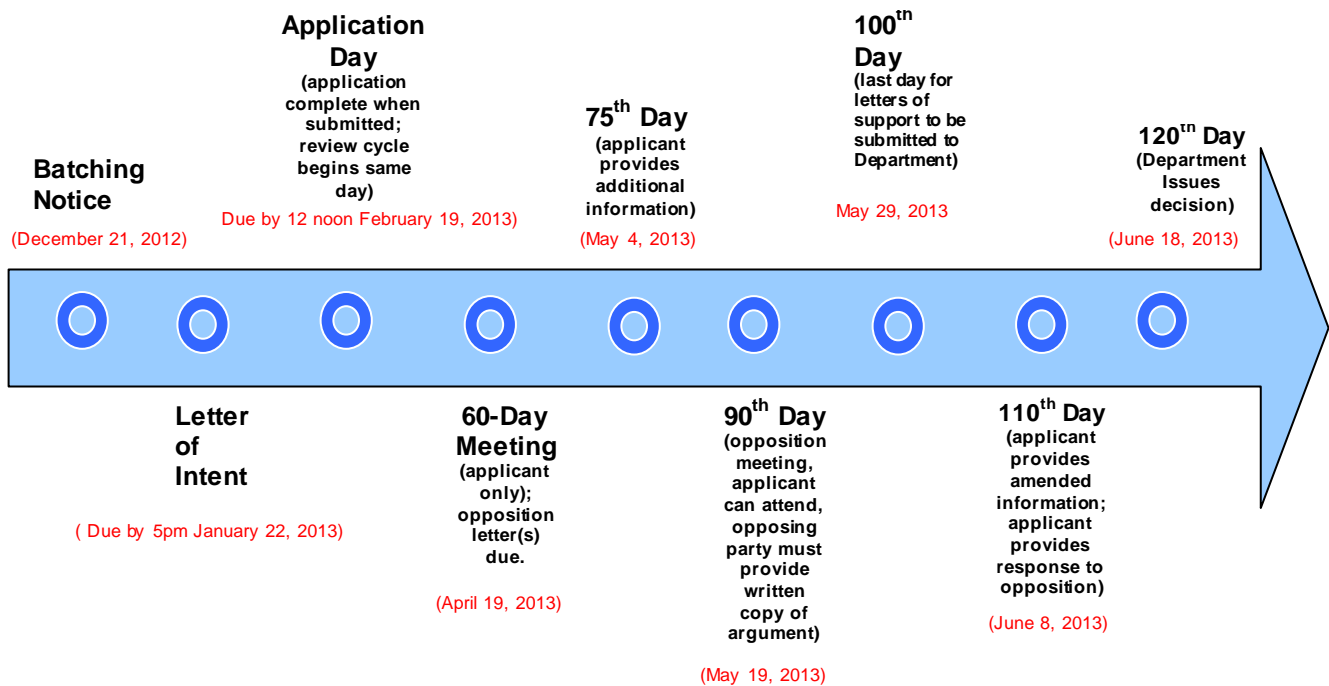 Batching
Notice
(December 21, 2012)
Letter
of
Intent
( Due by 5pm January 22, 2013)
Application
Day
(application
complete when
submitted;
review cycle
begins same
day)
Due by 12 noon February 19, 2013)
60-Day
Meeting
(applicant
only);
opposition
letter(s)
due.
(April 19, 2013)
75th Day
(applicant
provides
additional
information)
(May 4, 2013)
90th Day
(opposition
meeting,
applicant
can attend,
opposing
party must
provide
written
copy of
argument)
(May 19, 2013)
100th
Day
(last day for
letters of
support to be
submitted to
Department)
May 29, 2013
110th Day
(applicant
provides
amended
information;
applicant
provides
response to
opposition)
(June 8, 2013)
120th Day
(Department
Issues
decision)
(June 18, 2013)